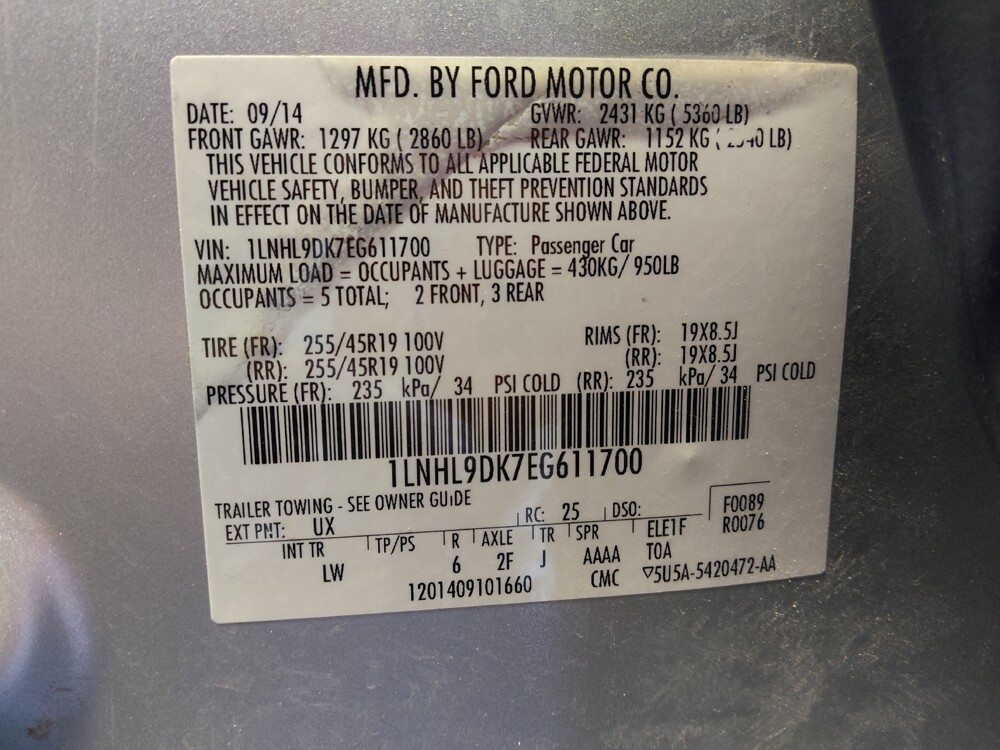 MFD. BY FORD MOTOR CO.
DATE: 09/14 GVWR: 2431 KG ( 5360 LB)
FRONT GAWR: 1297 KG ( 2860 LB) REAR GAWR: 1152 KG ( LB)
THIS VEHICLE CONFORMS TO ALL APPLICABLE FEDERAL MOTOR
VEHICLE SAFETY, BUMPER, AND THEFT PREVENTION STANDARDS
IN EFFECT ON THE DATE OF MANUFACTURE SHOWN ABOVE.
VIN: 1LNHL9DK7EG611700 TYPE: Passenger Car
MAXIMUM LOAD = OCCUPANTS + LUGGAGE = 430KG/ 950LB
OCCUPANTS = 5 TOTAL; 2 FRONT, 3 REAR
TIRE (FR): 255/45R19 100V RIMS (FR): 19X8.5J
(RR): 255/45R19 100V (RR): 19X8.5J
PRESSURE (FR): 235 kPa/ 34 PSI COLD (RR): 235 kPa/ 34 PSI COLD
1LNHL9DK7EG611700
TRAILER TOWING - SEE OWNER GUIDE
EXT PNT: UX RC: 25 DSO: F0089
R0076
INT TR TP/PS R AXLE TR SPR ELE1F
LW 6 2F J AAAA T0A
1201409101660 CMC ▽5U5A-5420472-AA